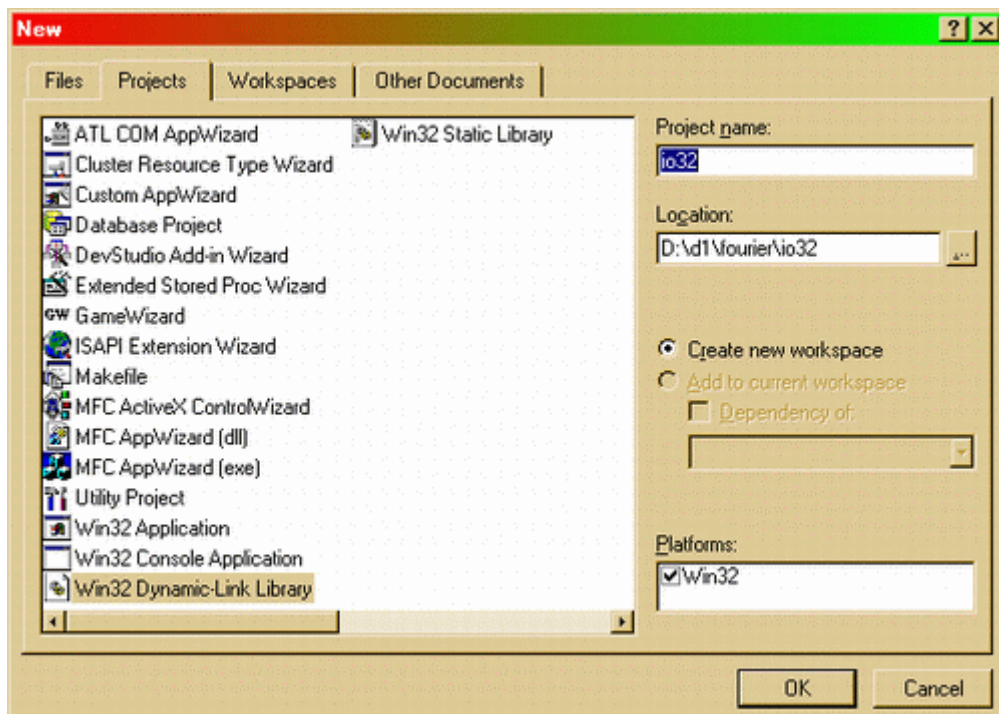 New
Files Projects Workspaces Other Documents
ATL COM AppWizard
Cluster Resource Type Wizard
Custom AppWizard
Database Project
DevStudio Add-in Wizard
Extended Stored Proc Wizard
GW GameWizard
ISAPI Extension Wizard
Makefile
MFC ActiveX ControlWizard
MFC AppWizard (dll)
MFC AppWizard (exe)
Utility Project
Win32 Application
Win32 Console Application
Win32 Dynamic-Link Library
Win32 Static Library
Project name:
io32
Location:
D:\d1\fourier\io32
...
Create new workspace
Add to current workspace
Dependency of:
Platforms:
Win32
OK Cancel